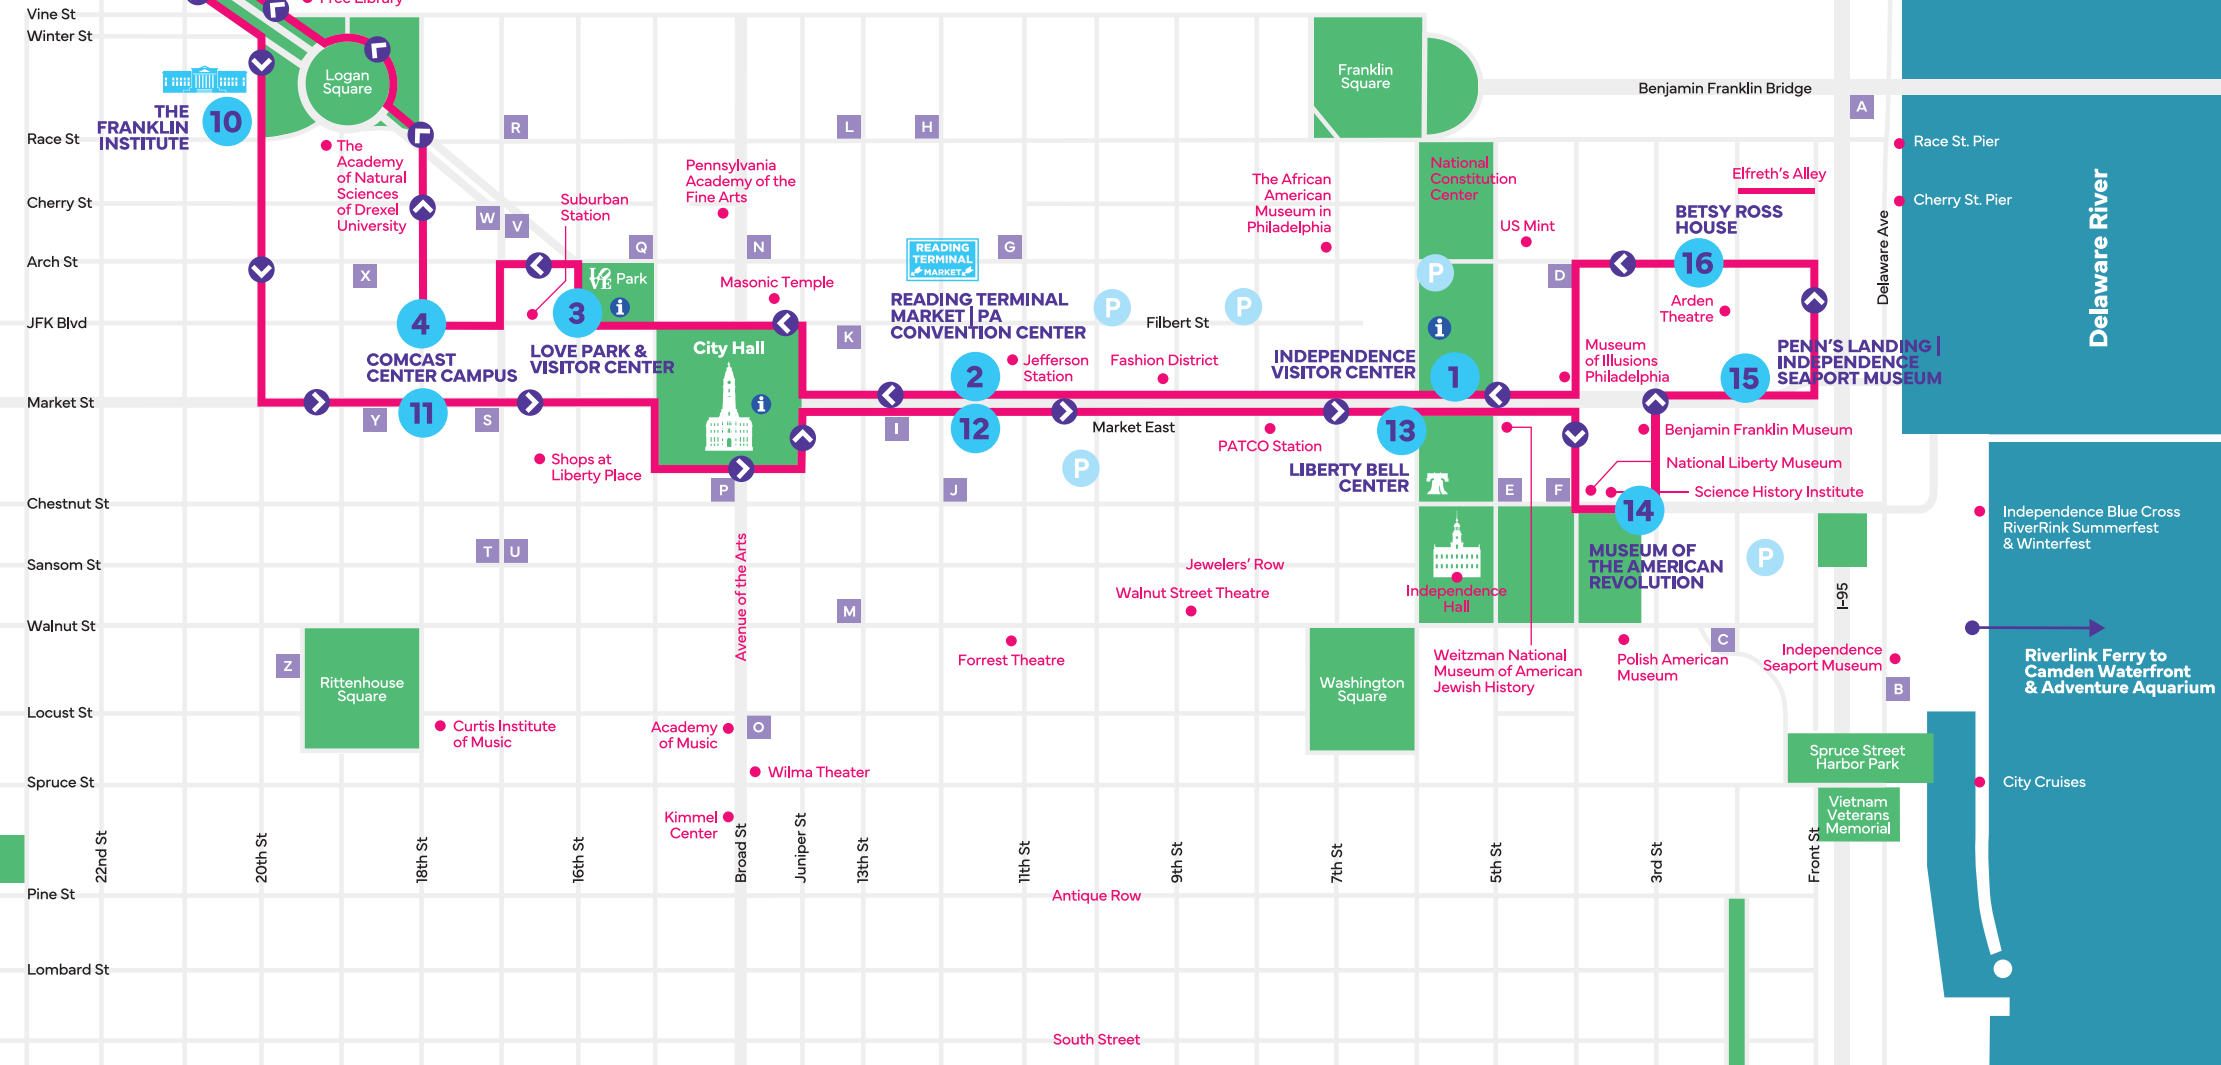 Free Library
Vine St
Winter St
Race St
Cherry St
Arch St
JFK Blvd
Market St
Chestnut St
Sansom St
Walnut St
Locust St
Spruce St
Pine St
Lombard St
THE
FRANKLIN
INSTITUTE
10
Logan
Square
The
Academy
of Natural
Sciences
of Drexel
University
R
L
H
W
V
Q
N
G
X
Suburban
Station
Pennsylvania
Academy of the
Fine Arts
Masonic Temple
LOVE Park
i
3
LOVE PARK &
VISITOR CENTER
4
COMCAST
CENTER CAMPUS
11
Y
S
City Hall
i
K
I
READING
TERMINAL
MARKET
READING TERMINAL
MARKET | PA
CONVENTION CENTER
2
12
Jefferson
Station
Fashion District
Filbert St
P
P
P
Market East
PATCO Station
Franklin
Square
Benjamin Franklin Bridge
A
National
Constitution
Center
The African
American
Museum in
Philadelphia
US Mint
P
i
D
INDEPENDENCE
VISITOR CENTER
1
13
LIBERTY BELL
CENTER
Elfreth's Alley
BETSY ROSS
HOUSE
16
Arden
Theatre
Museum
of Illusions
Philadelphia
15
PENN'S LANDING |
INDEPENDENCE
SEAPORT MUSEUM
Delaware Ave
Race St. Pier
Cherry St. Pier
Delaware River
Benjamin Franklin Museum
National Liberty Museum
Science History Institute
14
MUSEUM OF
THE AMERICAN
REVOLUTION
P
E
F
Shops at
Liberty Place
P
J
T
U
M
Avenue of the Arts
Jewelers' Row
Walnut Street Theatre
Forrest Theatre
Independence
Hall
Weitzman National
Museum of American
Jewish History
Polish American
Museum
C
I-95
Independence
Seaport Museum
B
Independence Blue Cross
RiverRink Summerfest
& Winterfest
Riverlink Ferry to
Camden Waterfront
& Adventure Aquarium
Z
Rittenhouse
Square
Curtis Institute
of Music
Academy
of Music
O
Wilma Theater
Kimmel
Center
Washington
Square
Spruce Street
Harbor Park
Vietnam
Veterans
Memorial
City Cruises
22nd St
20th St
18th St
16th St
Broad St
Juniper St
13th St
11th St
9th St
7th St
5th St
3rd St
Front St
Antique Row
South Street